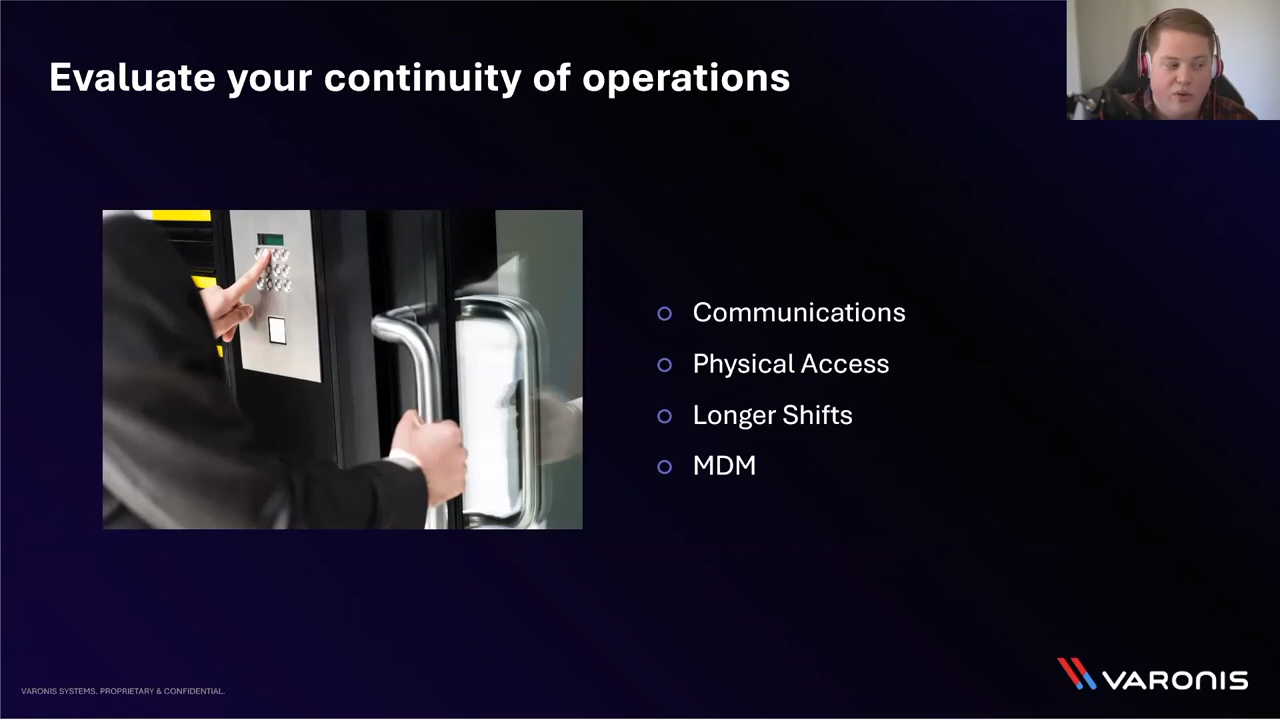 Evaluate your continuity of operations
Communications
Physical Access
Longer Shifts
MDM
VARONIS SYSTEMS. PROPRIETARY & CONFIDENTIAL.
VARONIS